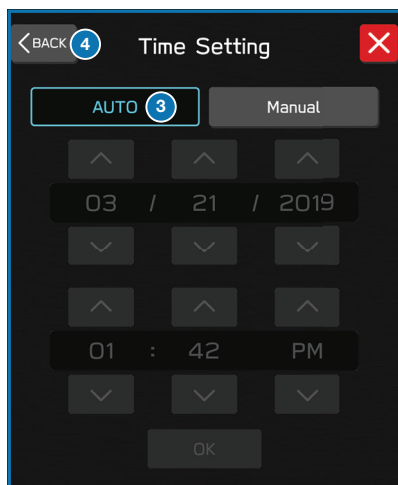 BACK 4 Time Setting
AUTO 3 Manual
03 / 21 / 2019
01 : 42 PM
OK